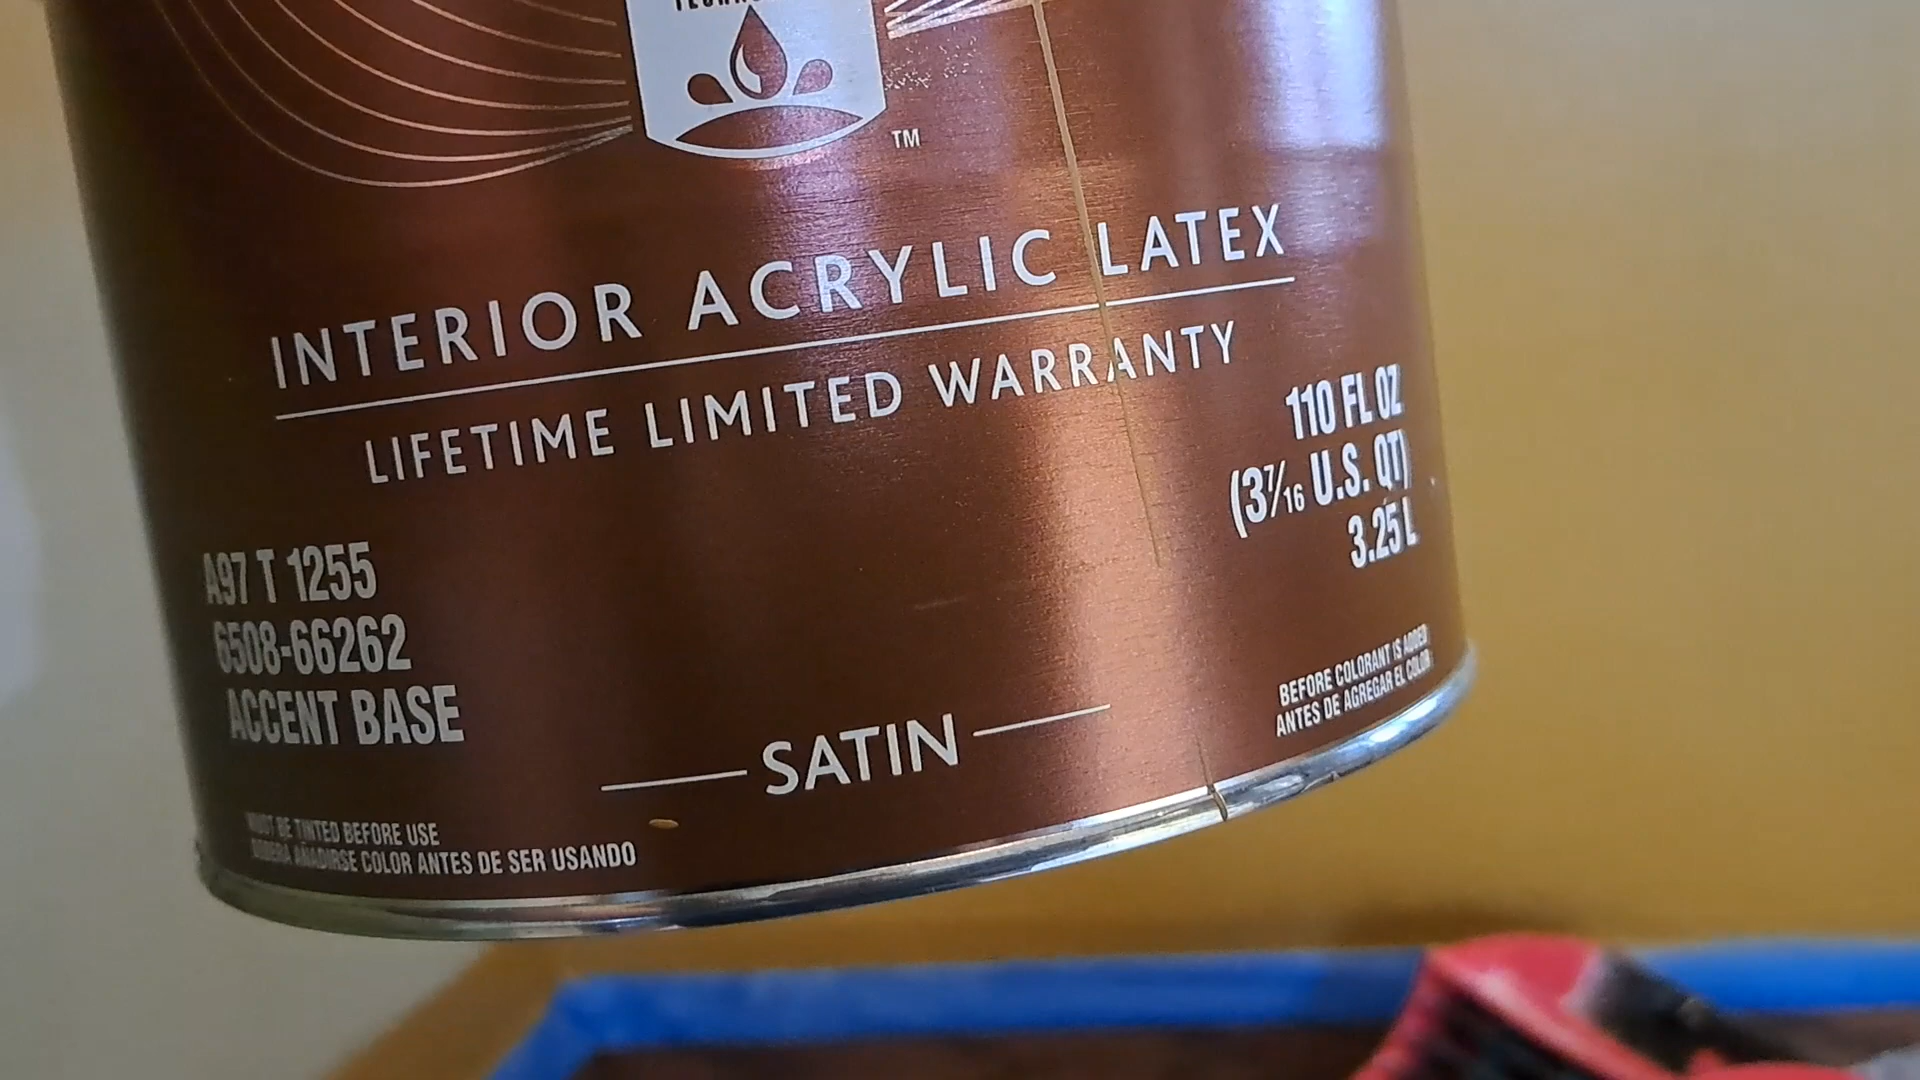 TM
INTERIOR ACRYLIC LATEX
LIFETIME LIMITED WARRANTY
110 FL OZ
(3 7/16 U.S. QT)
3.25 L
A97 T 1255
6508-66262
ACCENT BASE
SATIN
BEFORE COLORANT IS ADDED
ANTES DE AGREGAR EL COLOR
MUST BE TINTED BEFORE USE
AÑADIRSE COLOR ANTES DE SER USANDO